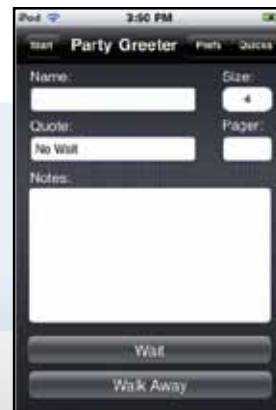 iPod 3:50 PM
Start Party Greeter Prefs Quotes
Name: Size:
4
Quote: Pager:
No Wait
Notes:
Wait
Walk Away